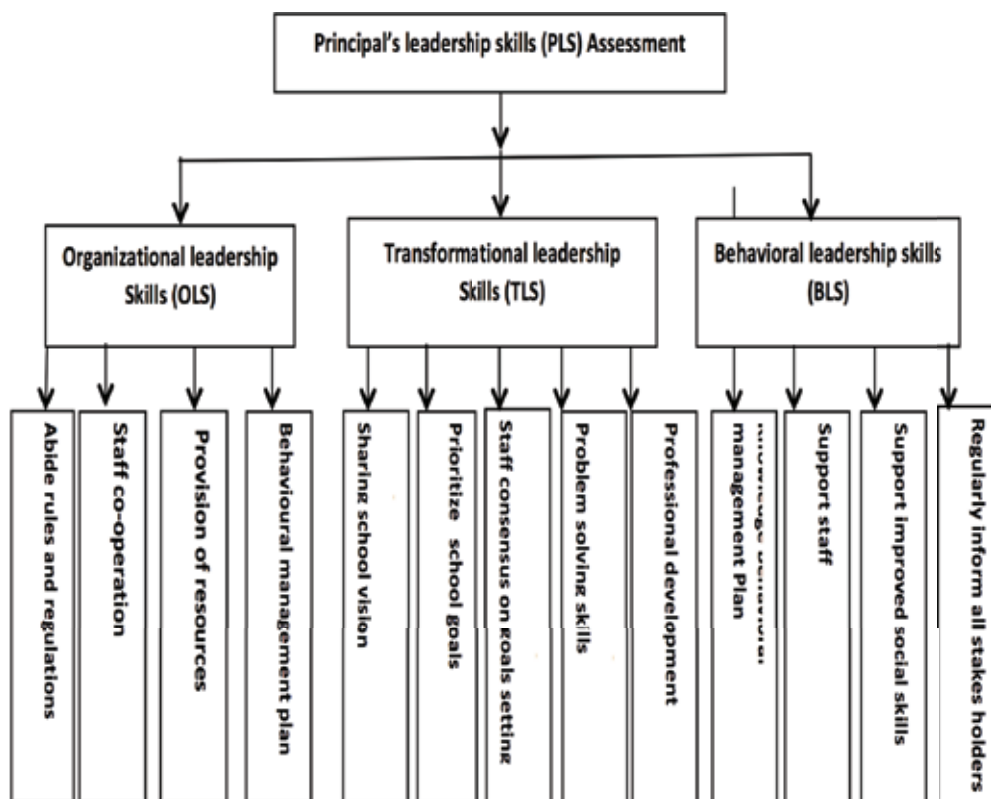 Principal's leadership skills (PLS) Assessment
Organizational leadership
Skills (OLS)
Transformational leadership
Skills (TLS)
Behavioral leadership skills
(BLS)
Abide rules and regulations
Staff co-operation
Provision of resources
Behavioural management plan
Sharing school vision
Prioritize school goals
Staff consensus on goals setting
Problem solving skills
Professional development
Knowledge Behavioral
management Plan
Support staff
Support improved social skills
Regularly inform all stakes holders